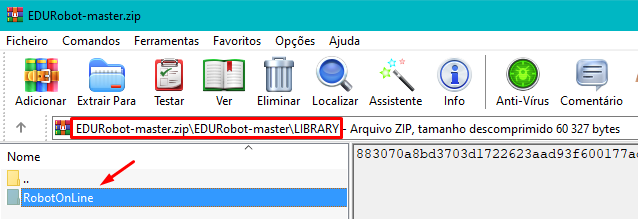 EDURobot-master.zip
Ficheiro Comandos Ferramentas Favoritos Opções Ajuda
Adicionar Extrair Para Testar Ver Eliminar Localizar Assistente Info Anti-Vírus Comentário
EDURobot-master.zip\EDURobot-master\LIBRARY - Arquivo ZIP, tamanho descomprimido 60 327 bytes
Nome
883070a8bd3703d1722623aad93f600177a
..
RobotOnLine